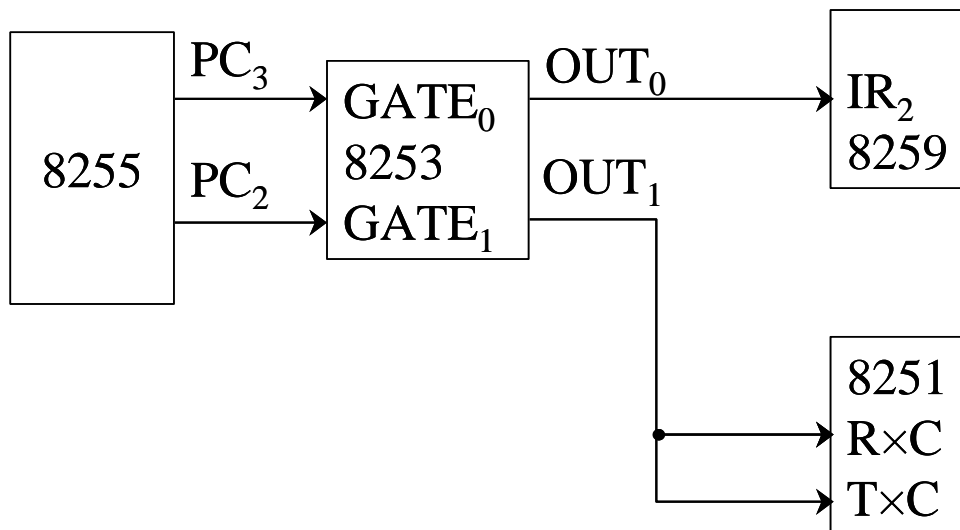 8255
PC₃
PC₂
GATE₀
8253
GATE₁
OUT₀
OUT₁
IR₂
8259
8251
R×C
T×C